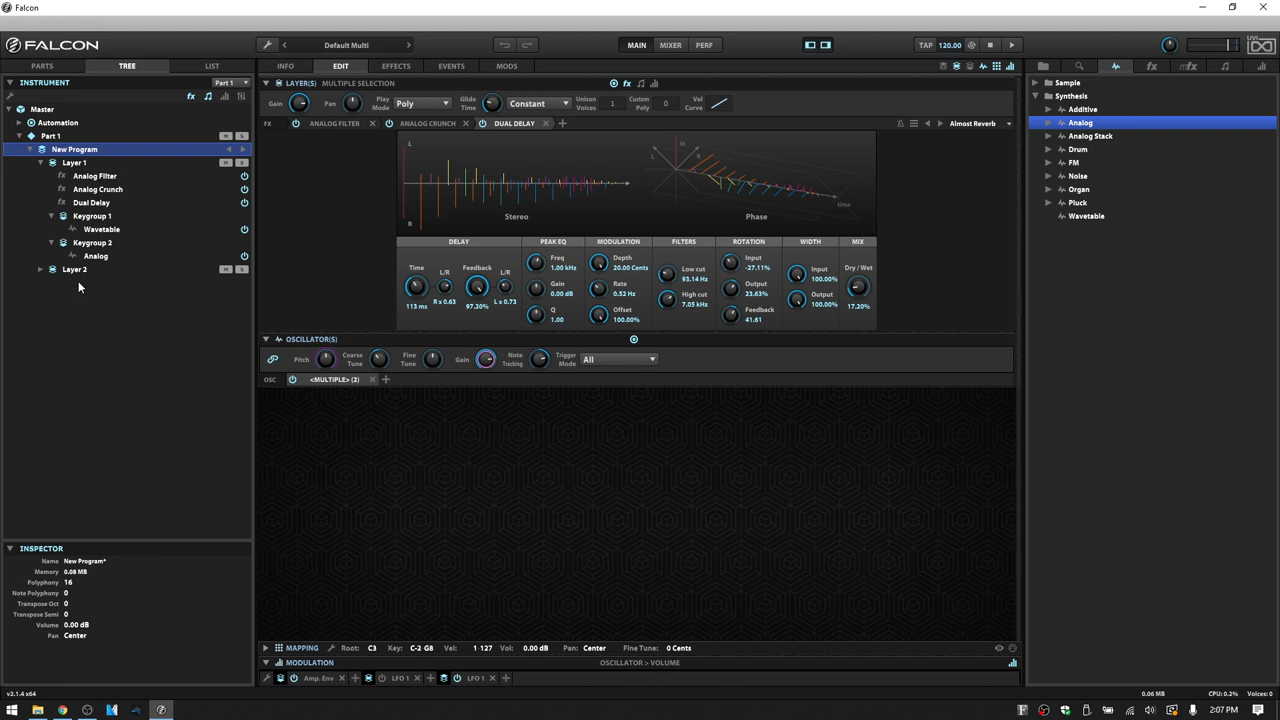 Falcon
FALCON
Default Multi
MAIN MIXER PERF
TAP 120.00
UVI
PARTS TREE LIST
INFO EDIT EFFECTS EVENTS MODS
INSTRUMENT Part 1
Master
Automation
Part 1 M S
New Program
Layer 1 M S
fx Analog Filter
fx Analog Crunch
fx Dual Delay
Keygroup 1
Wavetable
Keygroup 2
Analog
Layer 2 M S
INSPECTOR
Name New Program*
Memory 0.08 MB
Polyphony 16
Note Polyphony 0
Transpose Oct 0
Transpose Semi 0
Volume 0.00 dB
Pan Center
v2.1.4 x64
LAYER(S) MULTIPLE SELECTION fx
Gain Pan Play Mode Poly Glide Time Constant Unison Voices 1 Custom Poly 0 Vel Curve
FX ANALOG FILTER ANALOG CRUNCH DUAL DELAY Almost Reverb
L
R
Stereo
L M R
time
Phase
DELAY PEAK EQ MODULATION FILTERS ROTATION WIDTH MIX
Time 113 ms L/R R x 0.63 Feedback 97.20% L/R L x 0.73
Freq 1.00 kHz
Gain 0.00 dB
Q 1.00
Depth 20.00 Cents
Rate 0.52 Hz
Offset 100.00%
Low cut 93.14 Hz
High cut 7.05 kHz
Input -27.11%
Output 23.63%
Feedback 41.61
Input 100.00%
Output 100.00%
Dry / Wet 17.20%
OSCILLATOR(S)
Pitch Coarse Tune Fine Tune Gain Note Tracking Trigger Mode All
OSC <MULTIPLE> (2)
MAPPING Root: C3 Key: C-2 G8 Vel: 1 127 Vol: 0.00 dB Pan: Center Fine Tune: 0 Cents
MODULATION OSCILLATOR > VOLUME
Amp. Env LFO 1 LFO 1
fx mfx
Sample
Synthesis
Additive
Analog
Analog Stack
Drum
FM
Noise
Organ
Pluck
Wavetable
0.06 MB CPU: 0.2% Voices: 0
2:07 PM